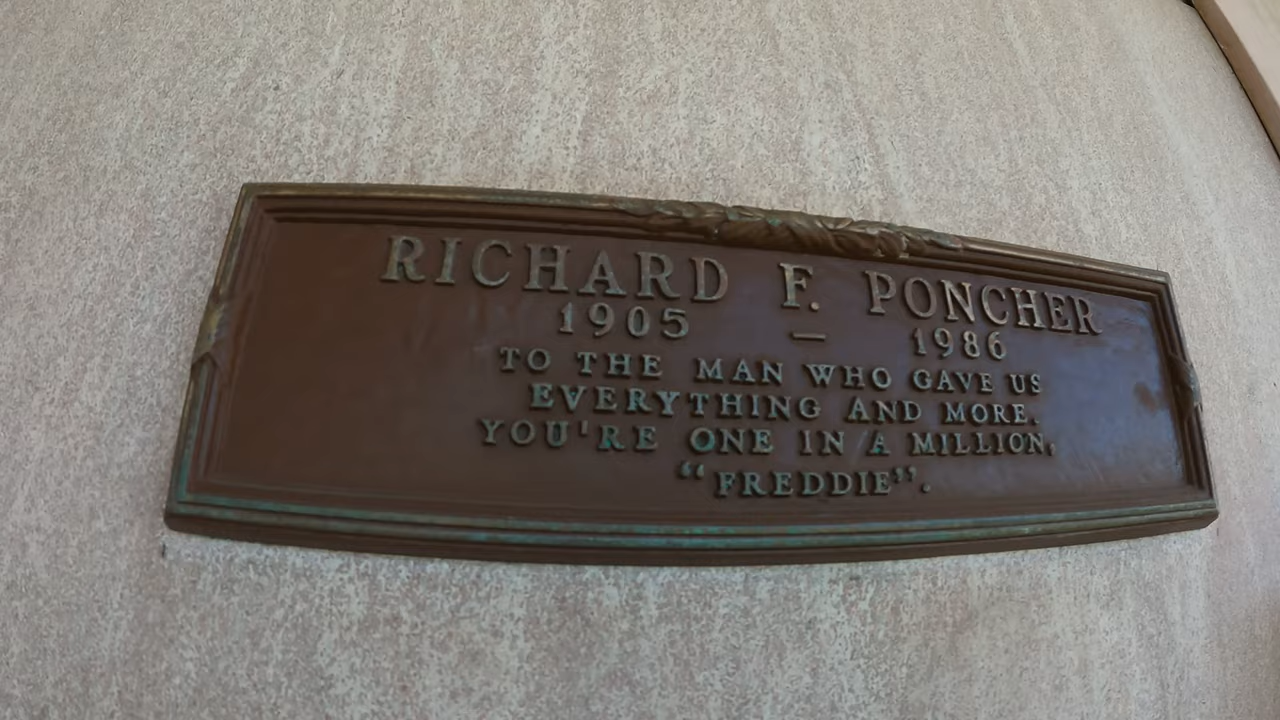 RICHARD F. PONCHER
1905 — 1986
TO THE MAN WHO GAVE US
EVERYTHING AND MORE.
YOU'RE ONE IN A MILLION,
“FREDDIE”.